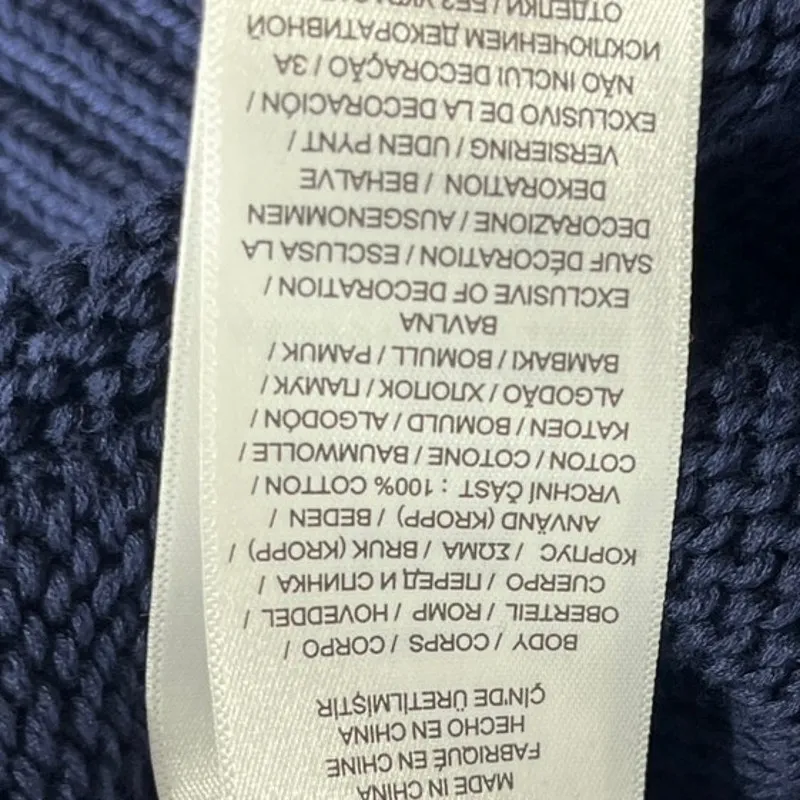 MADE IN CHINA
FABRIQUÉ EN CHINE
HECHO EN CHINA
ÇİN'DE ÜRETİLMİŞTİR
BODY / CORPS / CORPO /
OBERTEIL / ROMP / HOVEDDEL /
CUERPO / ПЕРЕД И СПИНКА /
КОРПУС / ΣΩΜΑ / BRUK (KROPP) /
ANVÄND (KROPP) / BEDEN /
VRCHNÍ ČÁST : 100% COTTON /
COTON / COTONE / BAUMWOLLE /
KATOEN / BOMULD / ALGODÓN /
ALGODÃO / ХЛОПОК / ПАМУК /
BAMBAKI / BOMULL / PAMUK /
BAVLNA
EXCLUSIVE OF DECORATION /
SAUF DÉCORATION / ESCLUSA LA
DECORAZIONE / AUSGENOMMEN
DEKORATION / BEHALVE
VERSIERING / UDEN PYNT /
EXCLUSIVO DE LA DECORACIÓN /
NÃO INCLUI DECORAÇÃO / ЗА
ИСКЛЮЧЕНИЕМ ДЕКОРАТИВНОЙ
ОТДЕЛКИ / БЕЗ